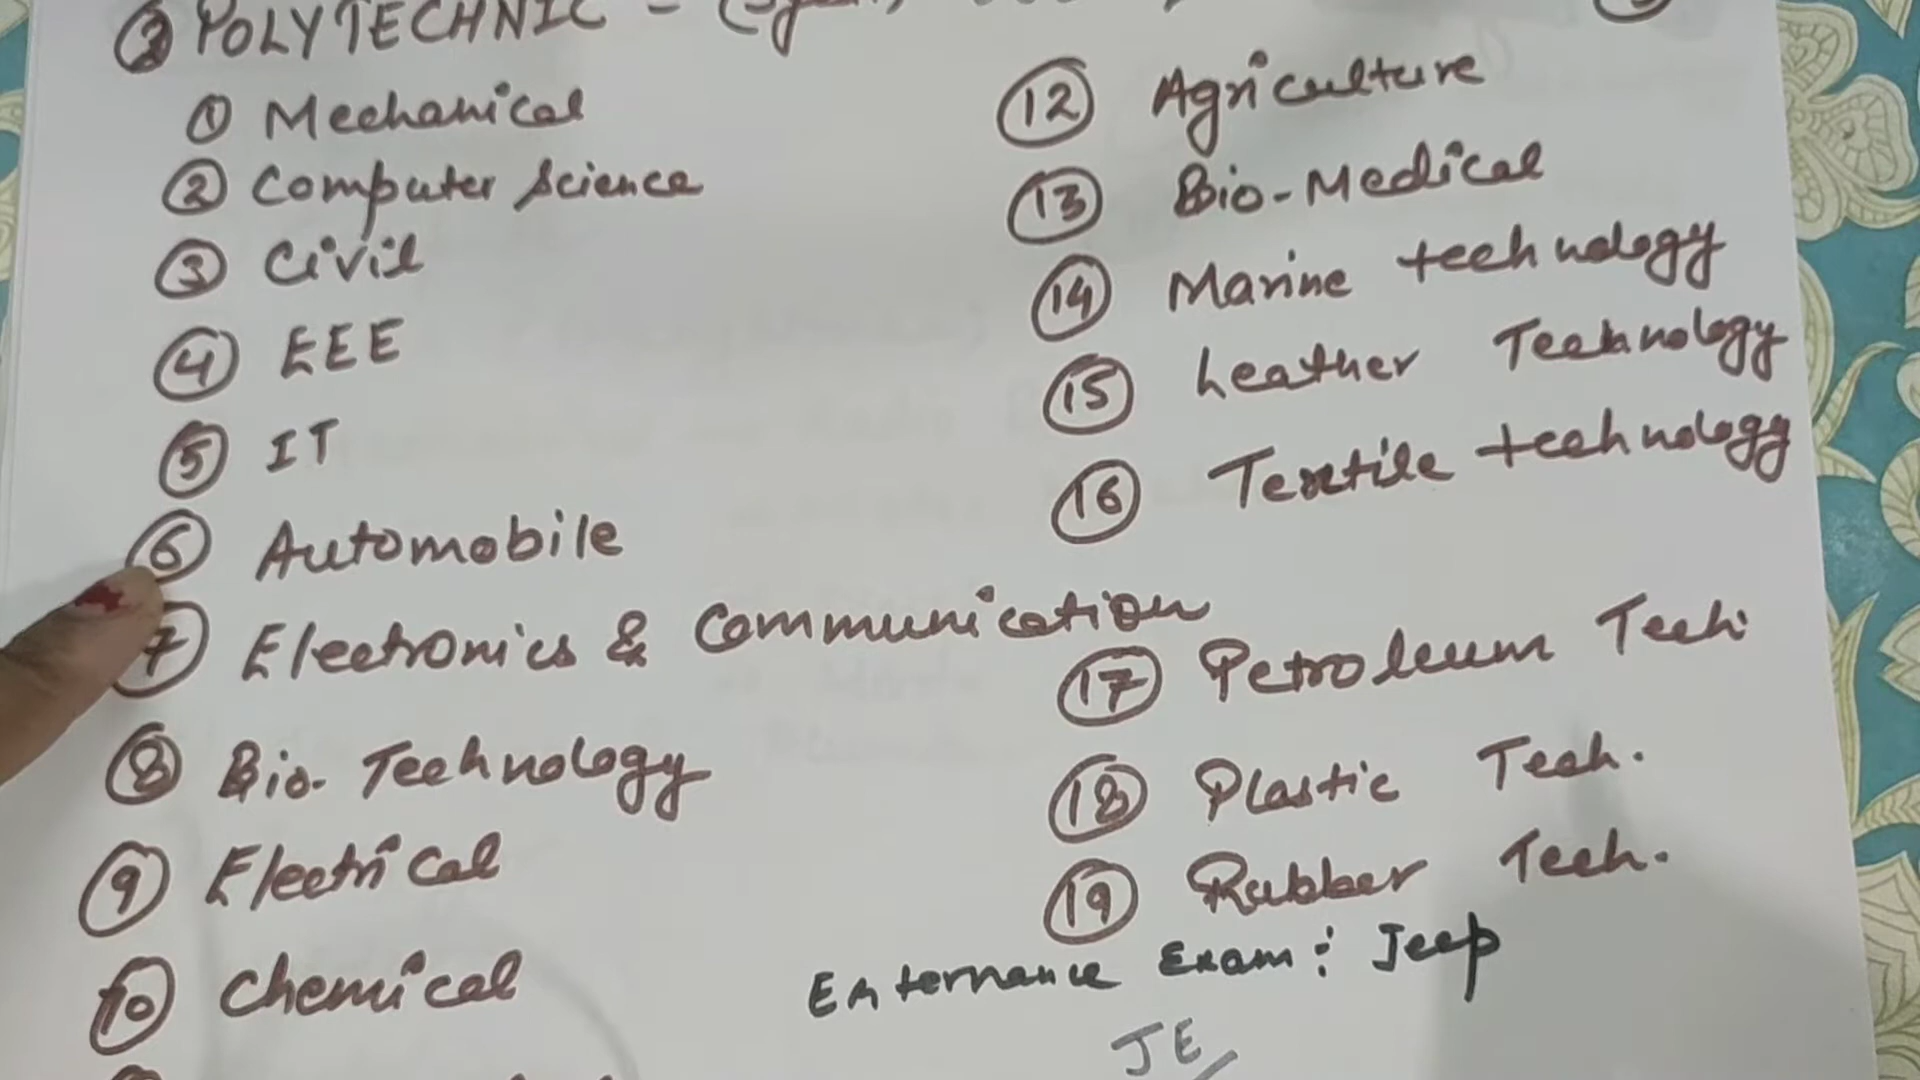 ② POLYTECHNIC -
① Mechanical
② Computer Science
③ Civil
④ EEE
⑤ IT
⑥ Automobile
⑦ Electronics & Communication
⑧ Bio-Technology
⑨ Electrical
⑩ Chemical
⑫ Agriculture
⑬ Bio-Medical
⑭ Marine technology
⑮ Leather Technology
⑯ Textile technology
⑰ Petroleum Tech.
⑱ Plastic Tech.
⑲ Rubber Tech.
Enternance Exam : Jeep
JE